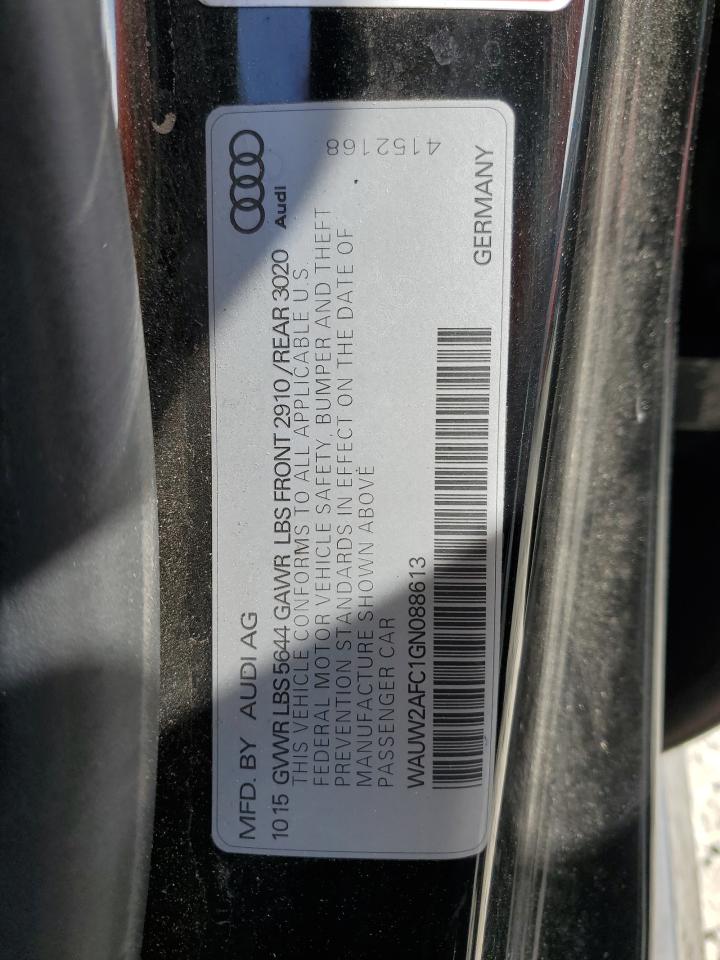 MFD. BY AUDI AG
Audi
10 15 GVWR LBS 5644 GAWR LBS FRONT 2910 / REAR 3020
THIS VEHICLE CONFORMS TO ALL APPLICABLE U.S.
FEDERAL MOTOR VEHICLE SAFETY, BUMPER AND THEFT
PREVENTION STANDARDS IN EFFECT ON THE DATE OF
MANUFACTURE SHOWN ABOVE
PASSENGER CAR
4152168
WAUW2AFC1GN088613
GERMANY